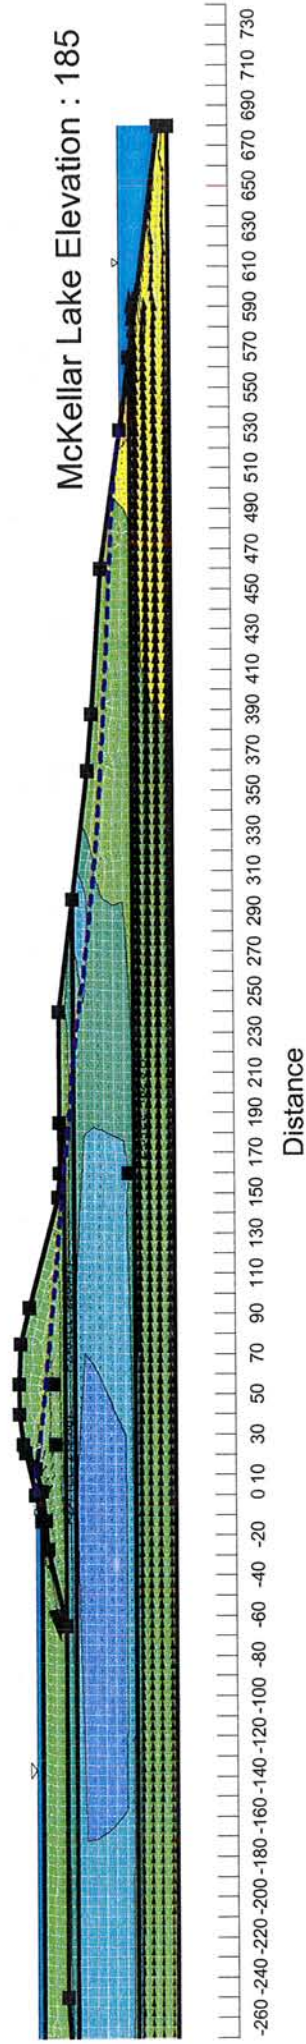 McKellar Lake Elevation : 185
260 -240 -220 -200 -180 -160 -140 -120 -100 -80 -60 -40 -20 0 10 30 50 70 90 110 130 150 170 190 210 230 250 270 290 310 330 350 370 390 410 430 450 470 490 510 530 550 570 590 610 630 650 670 690 710 730
Distance